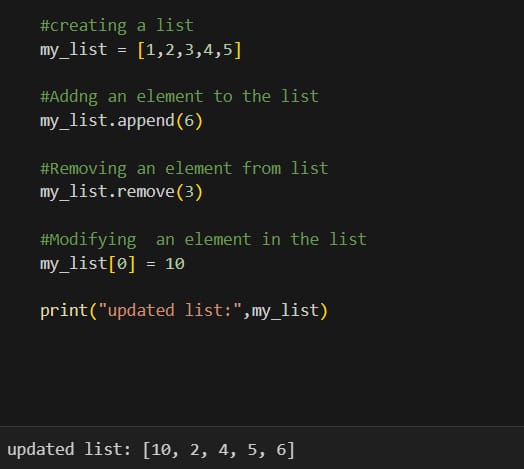 #creating a list
my_list = [1,2,3,4,5]
#Addng an element to the list
my_list.append(6)
#Removing an element from list
my_list.remove(3)
#Modifying  an element in the list
my_list[0] = 10
print("updated list:",my_list)
updated list: [10, 2, 4, 5, 6]